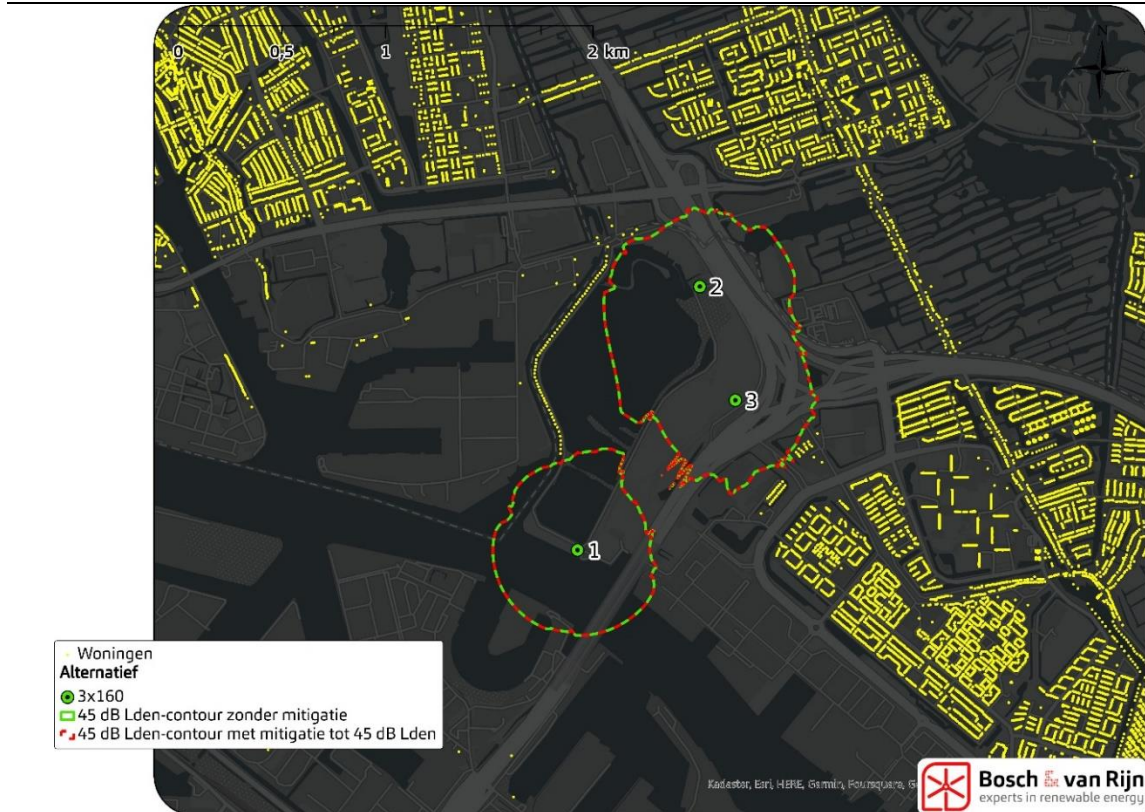 0 0,5 1 2 km
N
2
3
1
Woningen
Alternatief
3x160
45 dB Lden-contour zonder mitigatie
45 dB Lden-contour met mitigatie tot 45 dB Lden
Kadaster, Esri, HERE, Garmin, Foursquare,
Bosch & van Rijn
experts in renewable energy